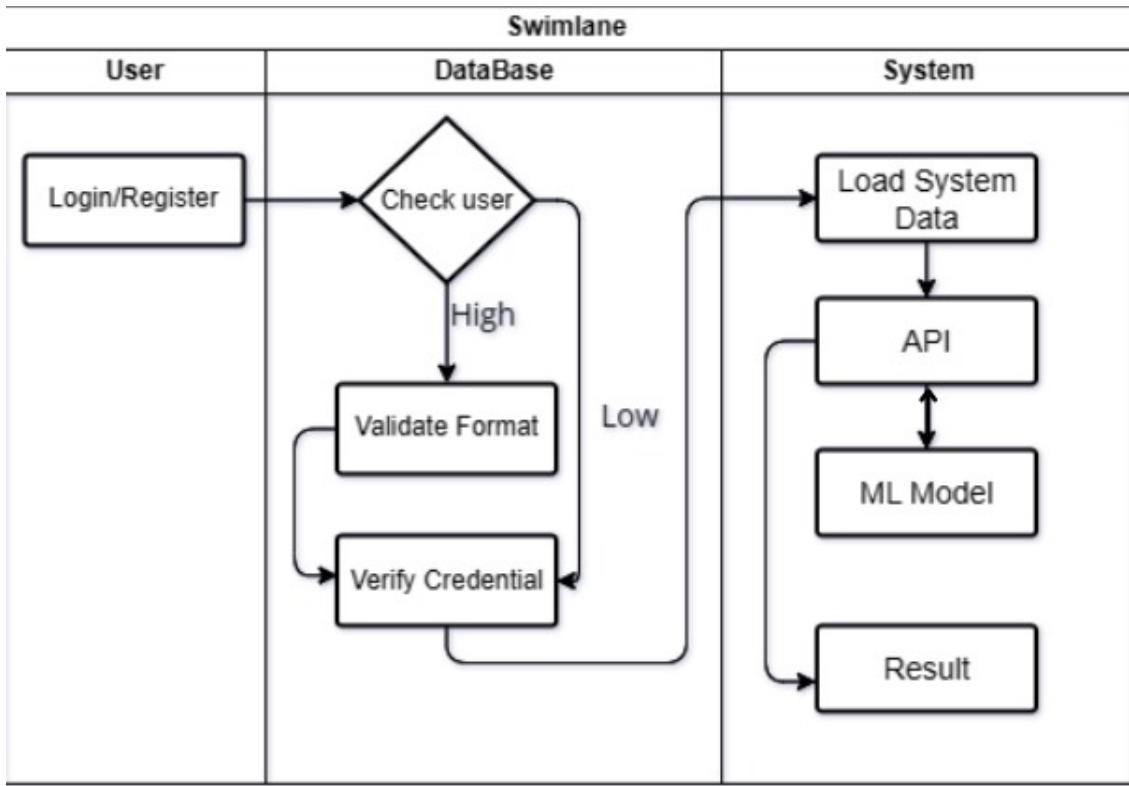 Swimlane
User
DataBase
System
Login/Register
Check user
High
Low
Validate Format
Verify Credential
Load System
Data
API
ML Model
Result